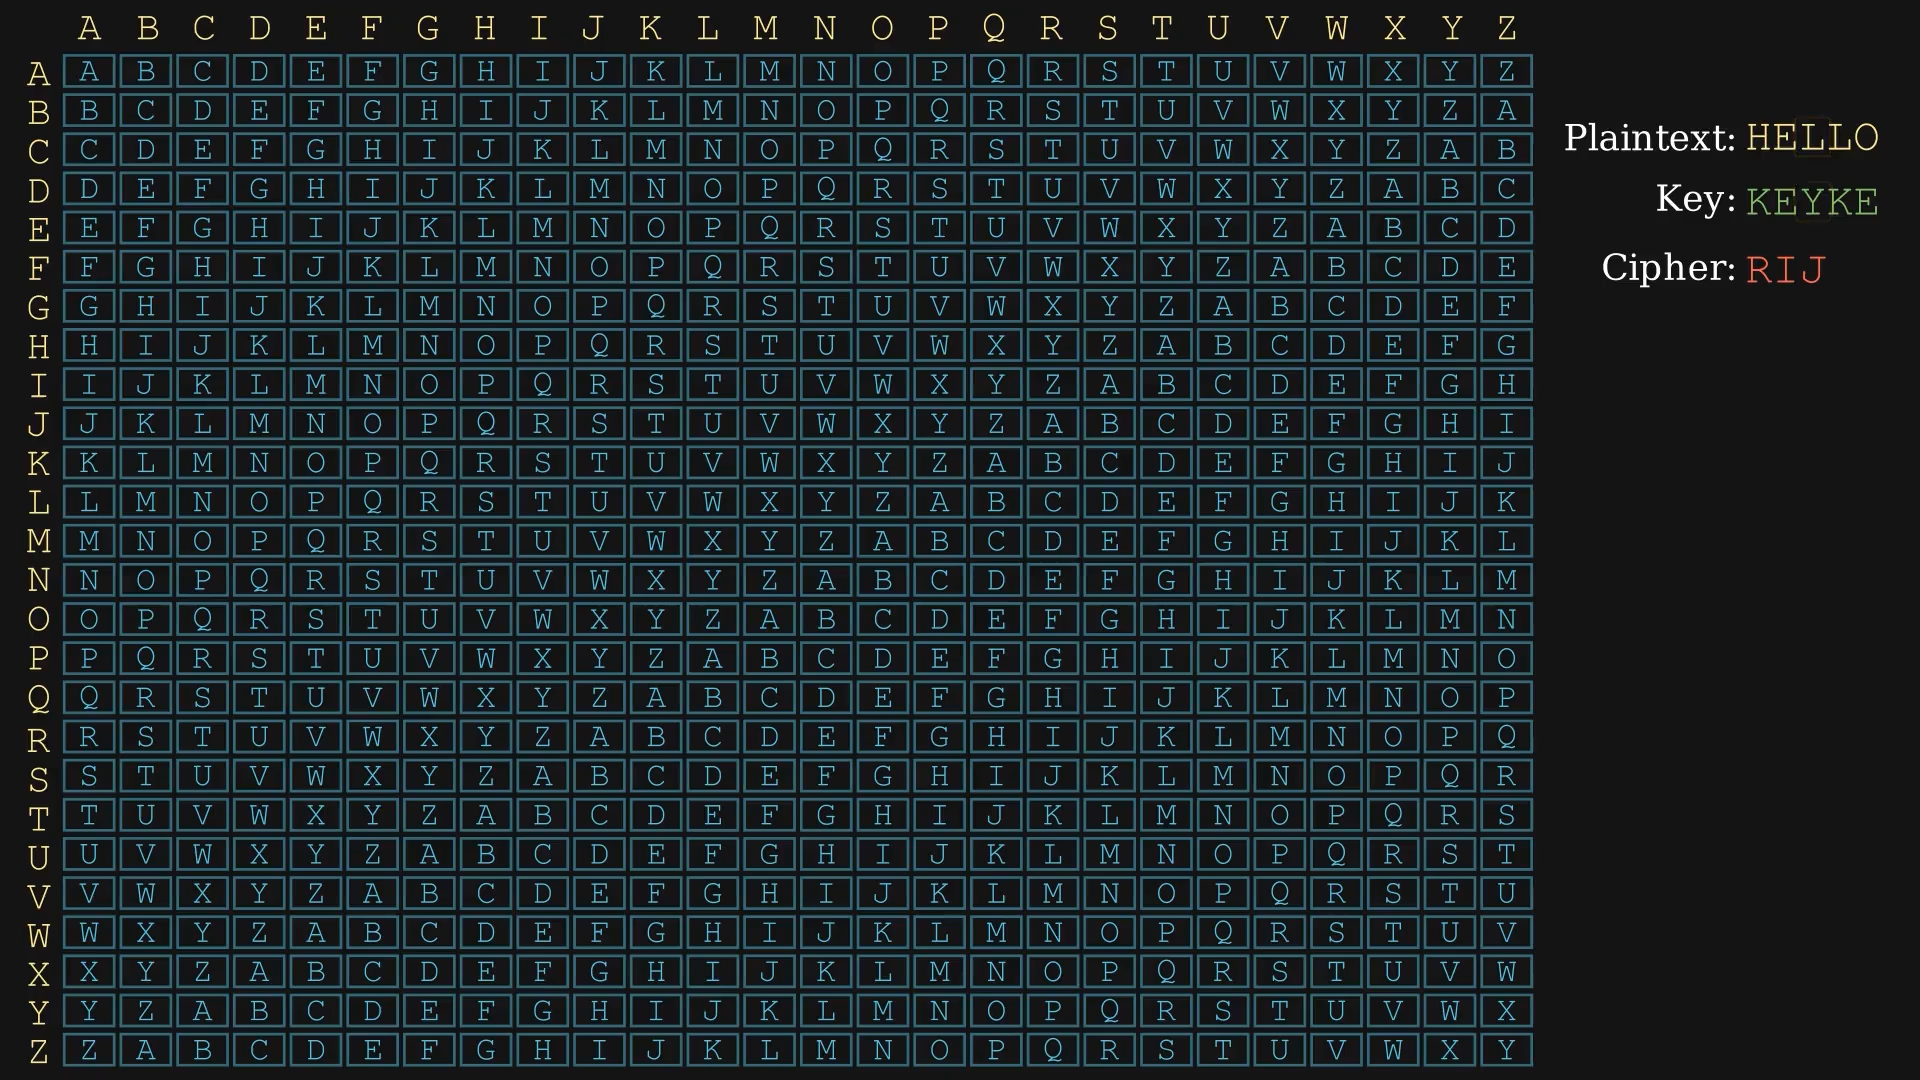 A B C D E F G H I J K L M N O P Q R S T U V W X Y Z
A A B C D E F G H I J K L M N O P Q R S T U V W X Y Z
B B C D E F G H I J K L M N O P Q R S T U V W X Y Z A
C C D E F G H I J K L M N O P Q R S T U V W X Y Z A B
D D E F G H I J K L M N O P Q R S T U V W X Y Z A B C
E E F G H I J K L M N O P Q R S T U V W X Y Z A B C D
F F G H I J K L M N O P Q R S T U V W X Y Z A B C D E
G G H I J K L M N O P Q R S T U V W X Y Z A B C D E F
H H I J K L M N O P Q R S T U V W X Y Z A B C D E F G
I I J K L M N O P Q R S T U V W X Y Z A B C D E F G H
J J K L M N O P Q R S T U V W X Y Z A B C D E F G H I
K K L M N O P Q R S T U V W X Y Z A B C D E F G H I J
L L M N O P Q R S T U V W X Y Z A B C D E F G H I J K
M M N O P Q R S T U V W X Y Z A B C D E F G H I J K L
N N O P Q R S T U V W X Y Z A B C D E F G H I J K L M
O O P Q R S T U V W X Y Z A B C D E F G H I J K L M N
P P Q R S T U V W X Y Z A B C D E F G H I J K L M N O
Q Q R S T U V W X Y Z A B C D E F G H I J K L M N O P
R R S T U V W X Y Z A B C D E F G H I J K L M N O P Q
S S T U V W X Y Z A B C D E F G H I J K L M N O P Q R
T T U V W X Y Z A B C D E F G H I J K L M N O P Q R S
U U V W X Y Z A B C D E F G H I J K L M N O P Q R S T
V V W X Y Z A B C D E F G H I J K L M N O P Q R S T U
W W X Y Z A B C D E F G H I J K L M N O P Q R S T U V
X X Y Z A B C D E F G H I J K L M N O P Q R S T U V W
Y Y Z A B C D E F G H I J K L M N O P Q R S T U V W X
Z Z A B C D E F G H I J K L M N O P Q R S T U V W X Y
Plaintext: HELLO
Key: KEYKE
Cipher: RIJ